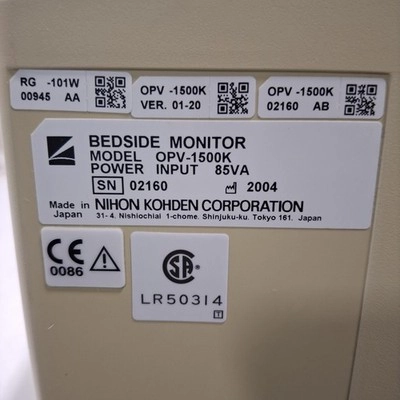 RG -101W
00945 AA
OPV -1500K
VER. 01-20
OPV -1500K
02160 AB
BEDSIDE MONITOR
MODEL OPV-1500K
POWER INPUT 85VA
SN 02160 2004
Made in NIHON KOHDEN CORPORATION
Japan 31-4, Nishiochiai 1-chome, Shinjuku-ku, Tokyo 161, Japan
CE
0086
SA
LR50314
T